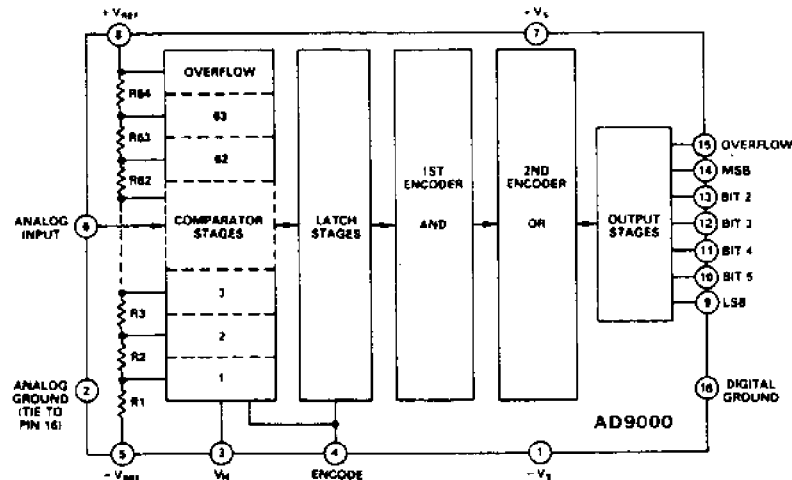 + VREF
- VS
8
7
OVERFLOW
R64
63
R63
62
R62
15 OVERFLOW
14 MSB
13 BIT 2
12 BIT 3
11 BIT 4
10 BIT 5
9 LSB
1ST
ENCODER
AND
2ND
ENCODER
OR
OUTPUT
STAGES
ANALOG
INPUT
6
COMPARATOR
STAGES
LATCH
STAGES
3
R3
2
R2
1
R1
ANALOG
GROUND
(TIE TO
PIN 16)
2
16
DIGITAL
GROUND
AD9000
5
3
4
1
- VREF
VH
ENCODE